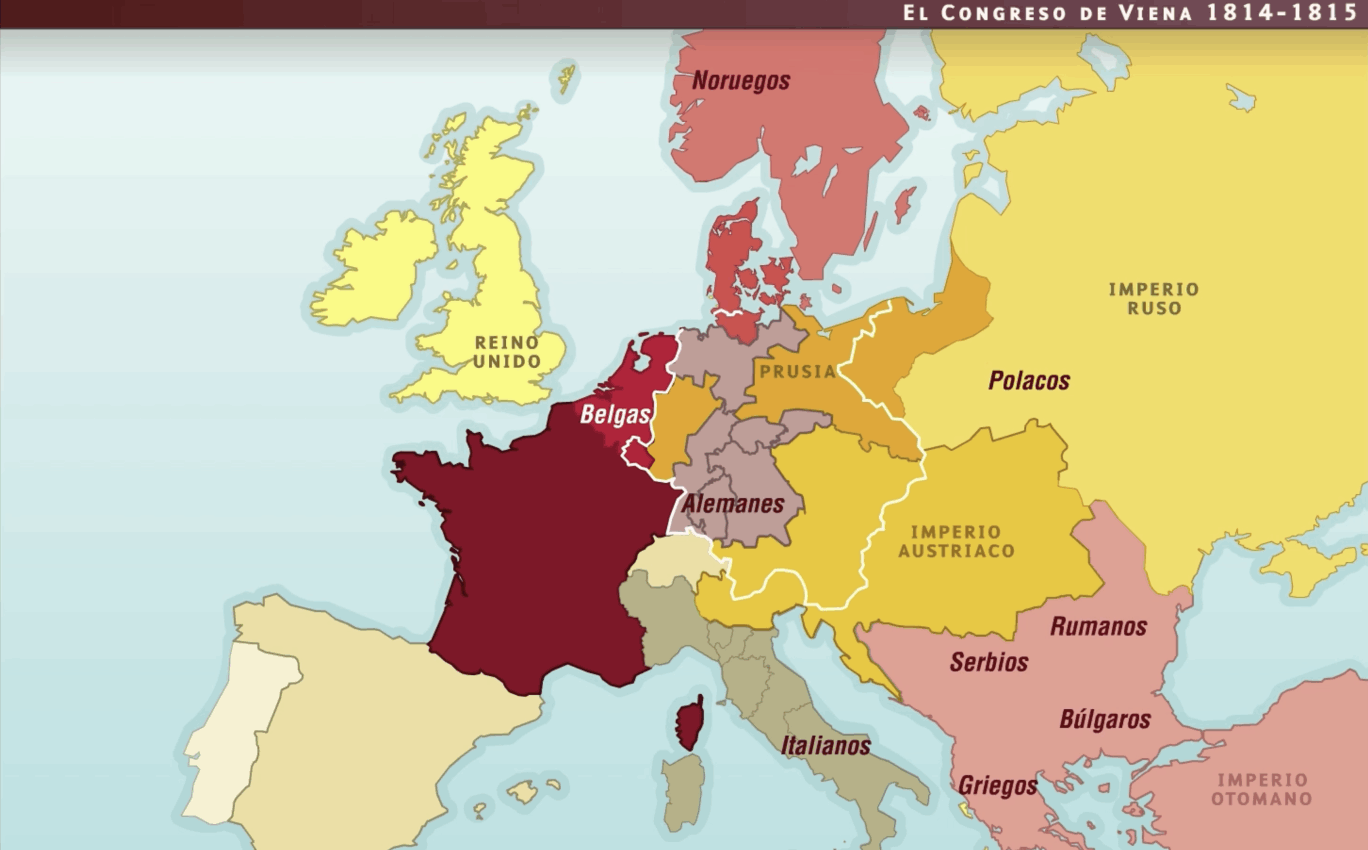 EL CONGRESO DE VIENA 1814-1815
Noruegos
IMPERIO
RUSO
REINO
UNIDO
PRUSIA
Polacos
Belgas
Alemanes
IMPERIO
AUSTRIACO
Rumanos
Serbios
Búlgaros
Italianos
Griegos
IMPERIO
OTOMANO